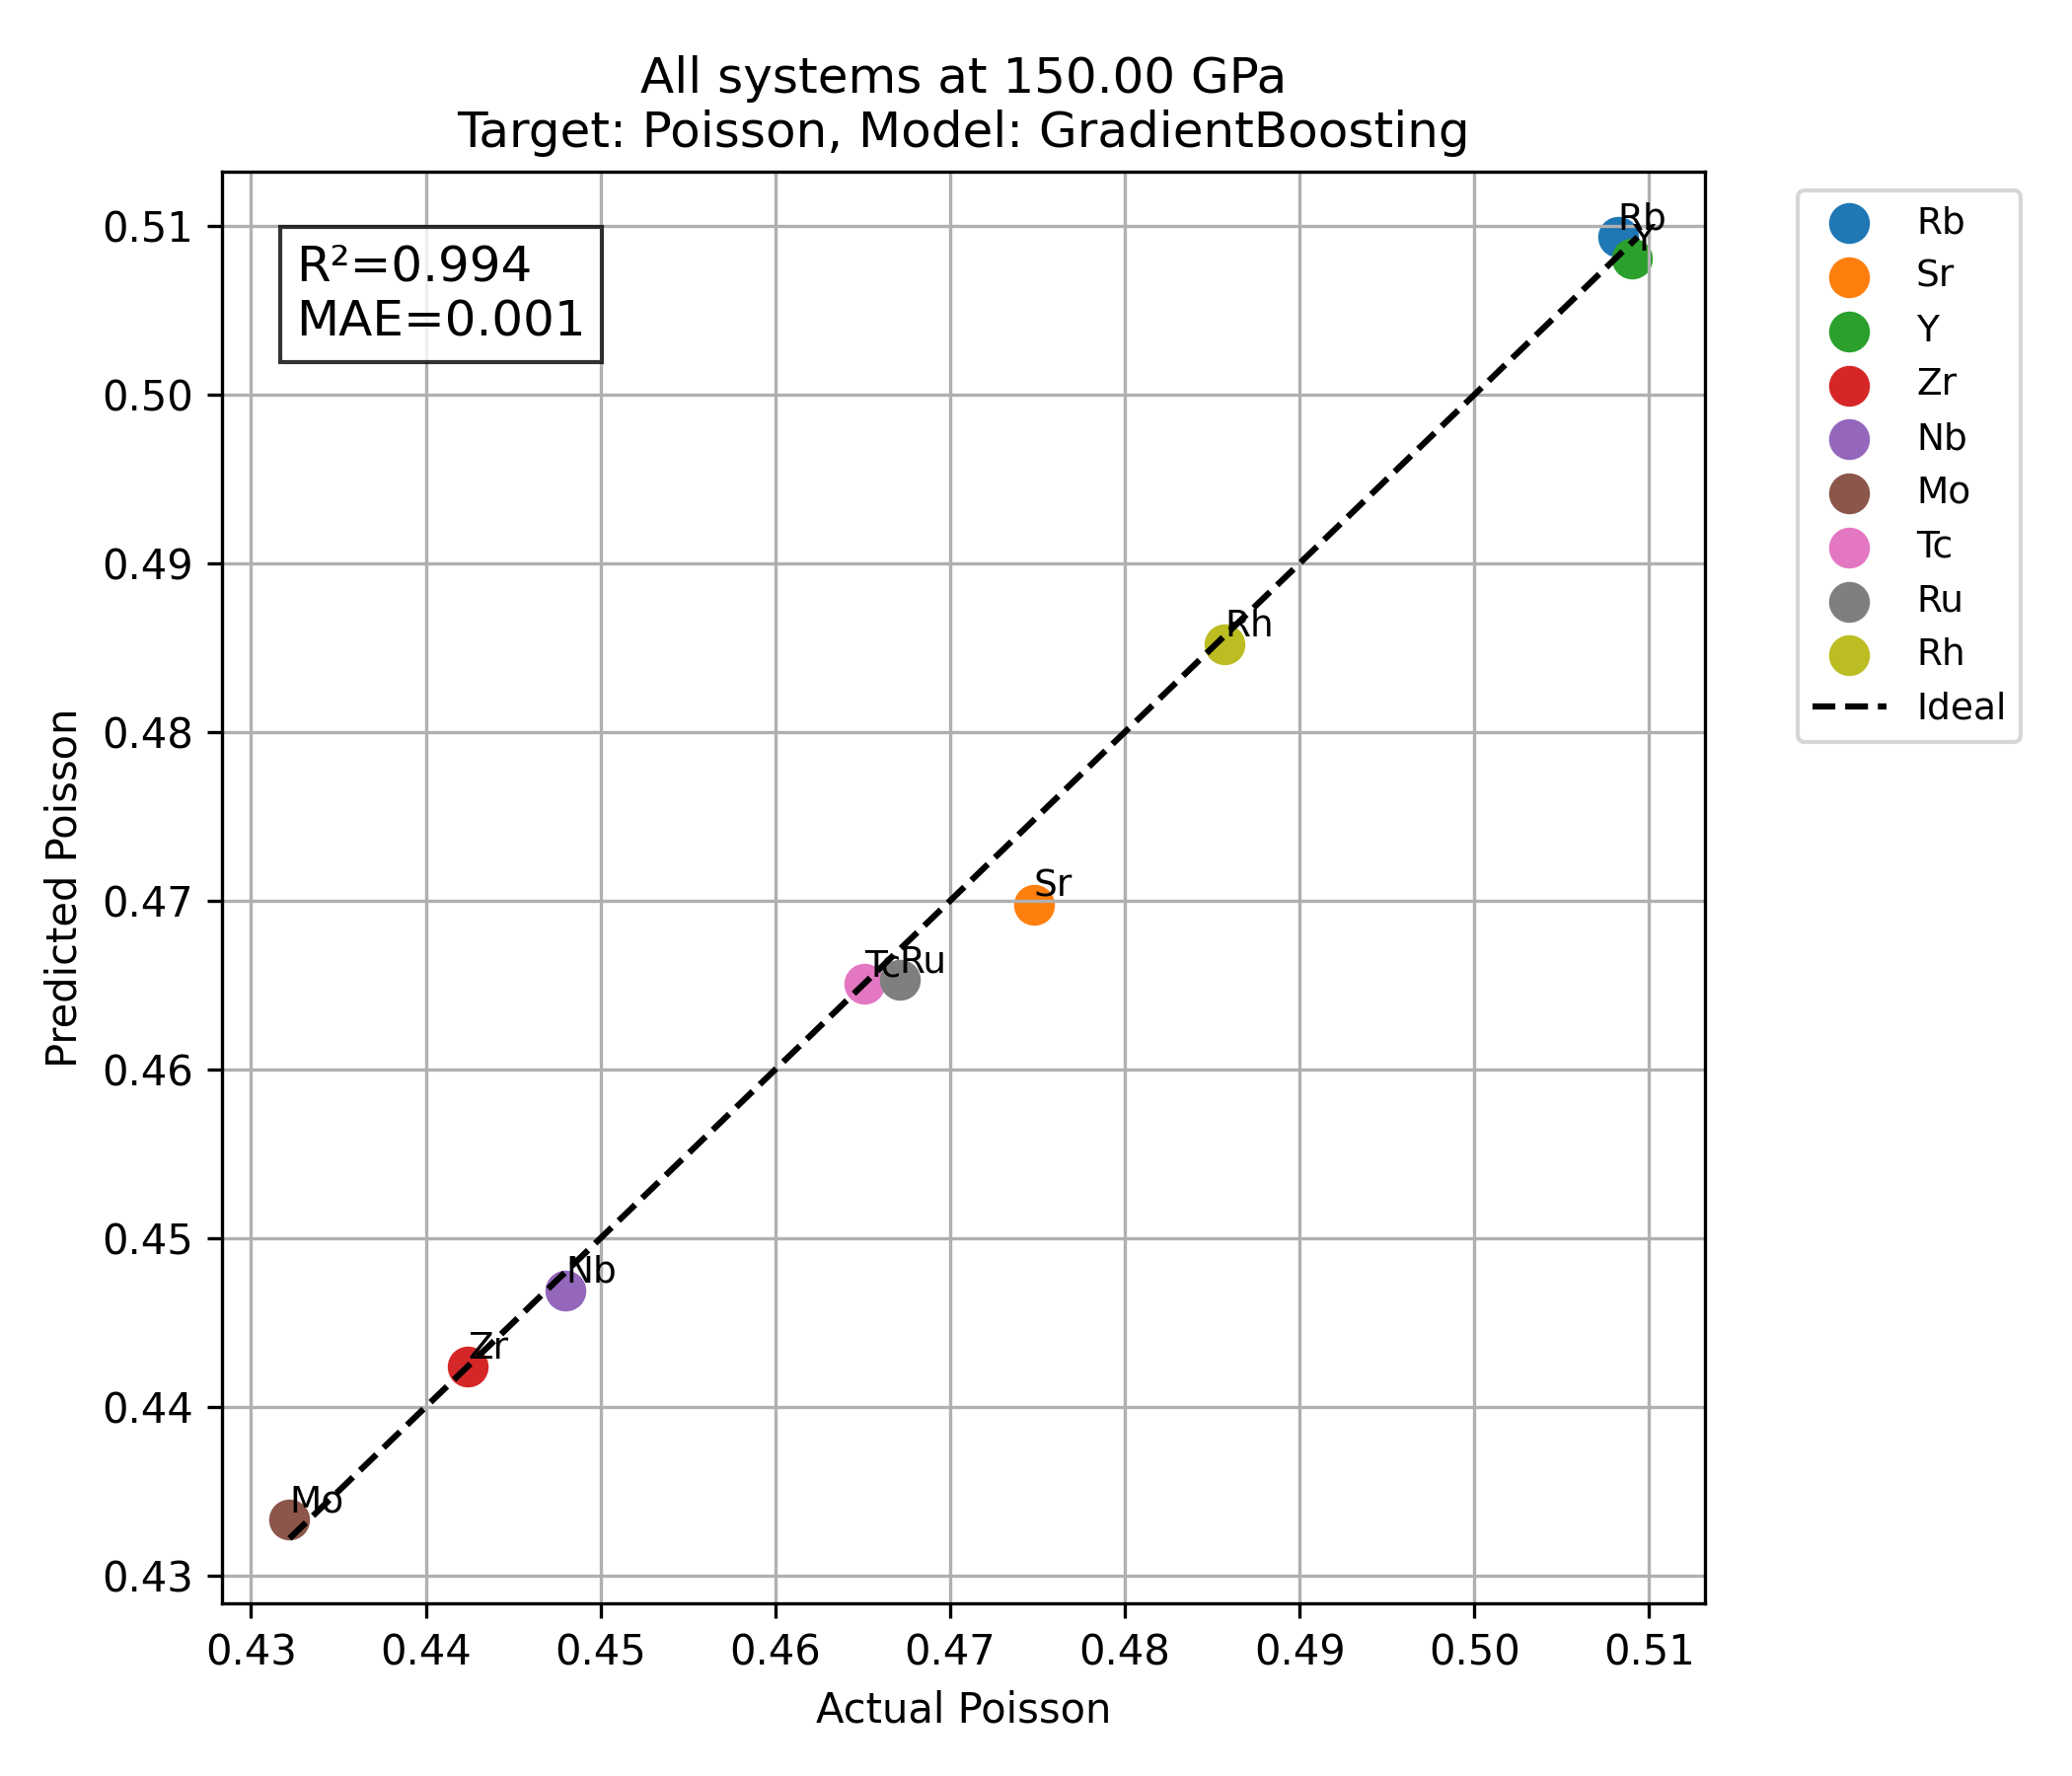 All systems at 150.00 GPa
Target: Poisson, Model: GradientBoosting
R²=0.994
MAE=0.001
Predicted Poisson
0.51
0.50
0.49
0.48
0.47
0.46
0.45
0.44
0.43
Rb
Y
Rh
Sr
Tc
Ru
Nb
Zr
Mo
0.43 0.44 0.45 0.46 0.47 0.48 0.49 0.50 0.51
Actual Poisson
Rb
Sr
Y
Zr
Nb
Mo
Tc
Ru
Rh
Ideal